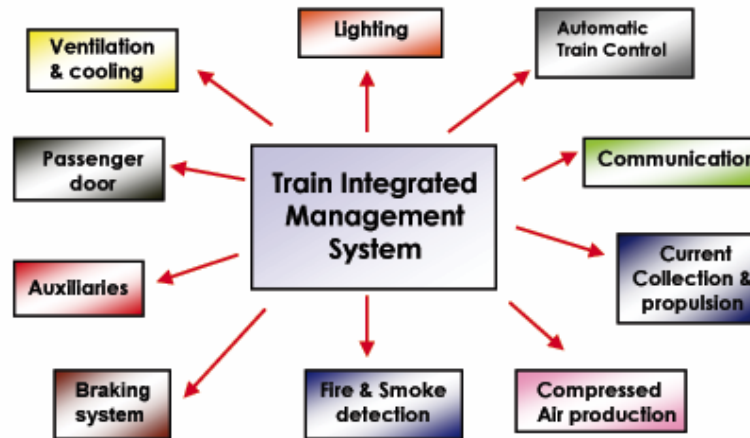 Lighting
Automatic
Train Control
Ventilation
& cooling
Passenger
door
Train Integrated
Management
System
Communication
Auxiliaries
Current
Collection &
propulsion
Braking
system
Fire & Smoke
detection
Compressed
Air production